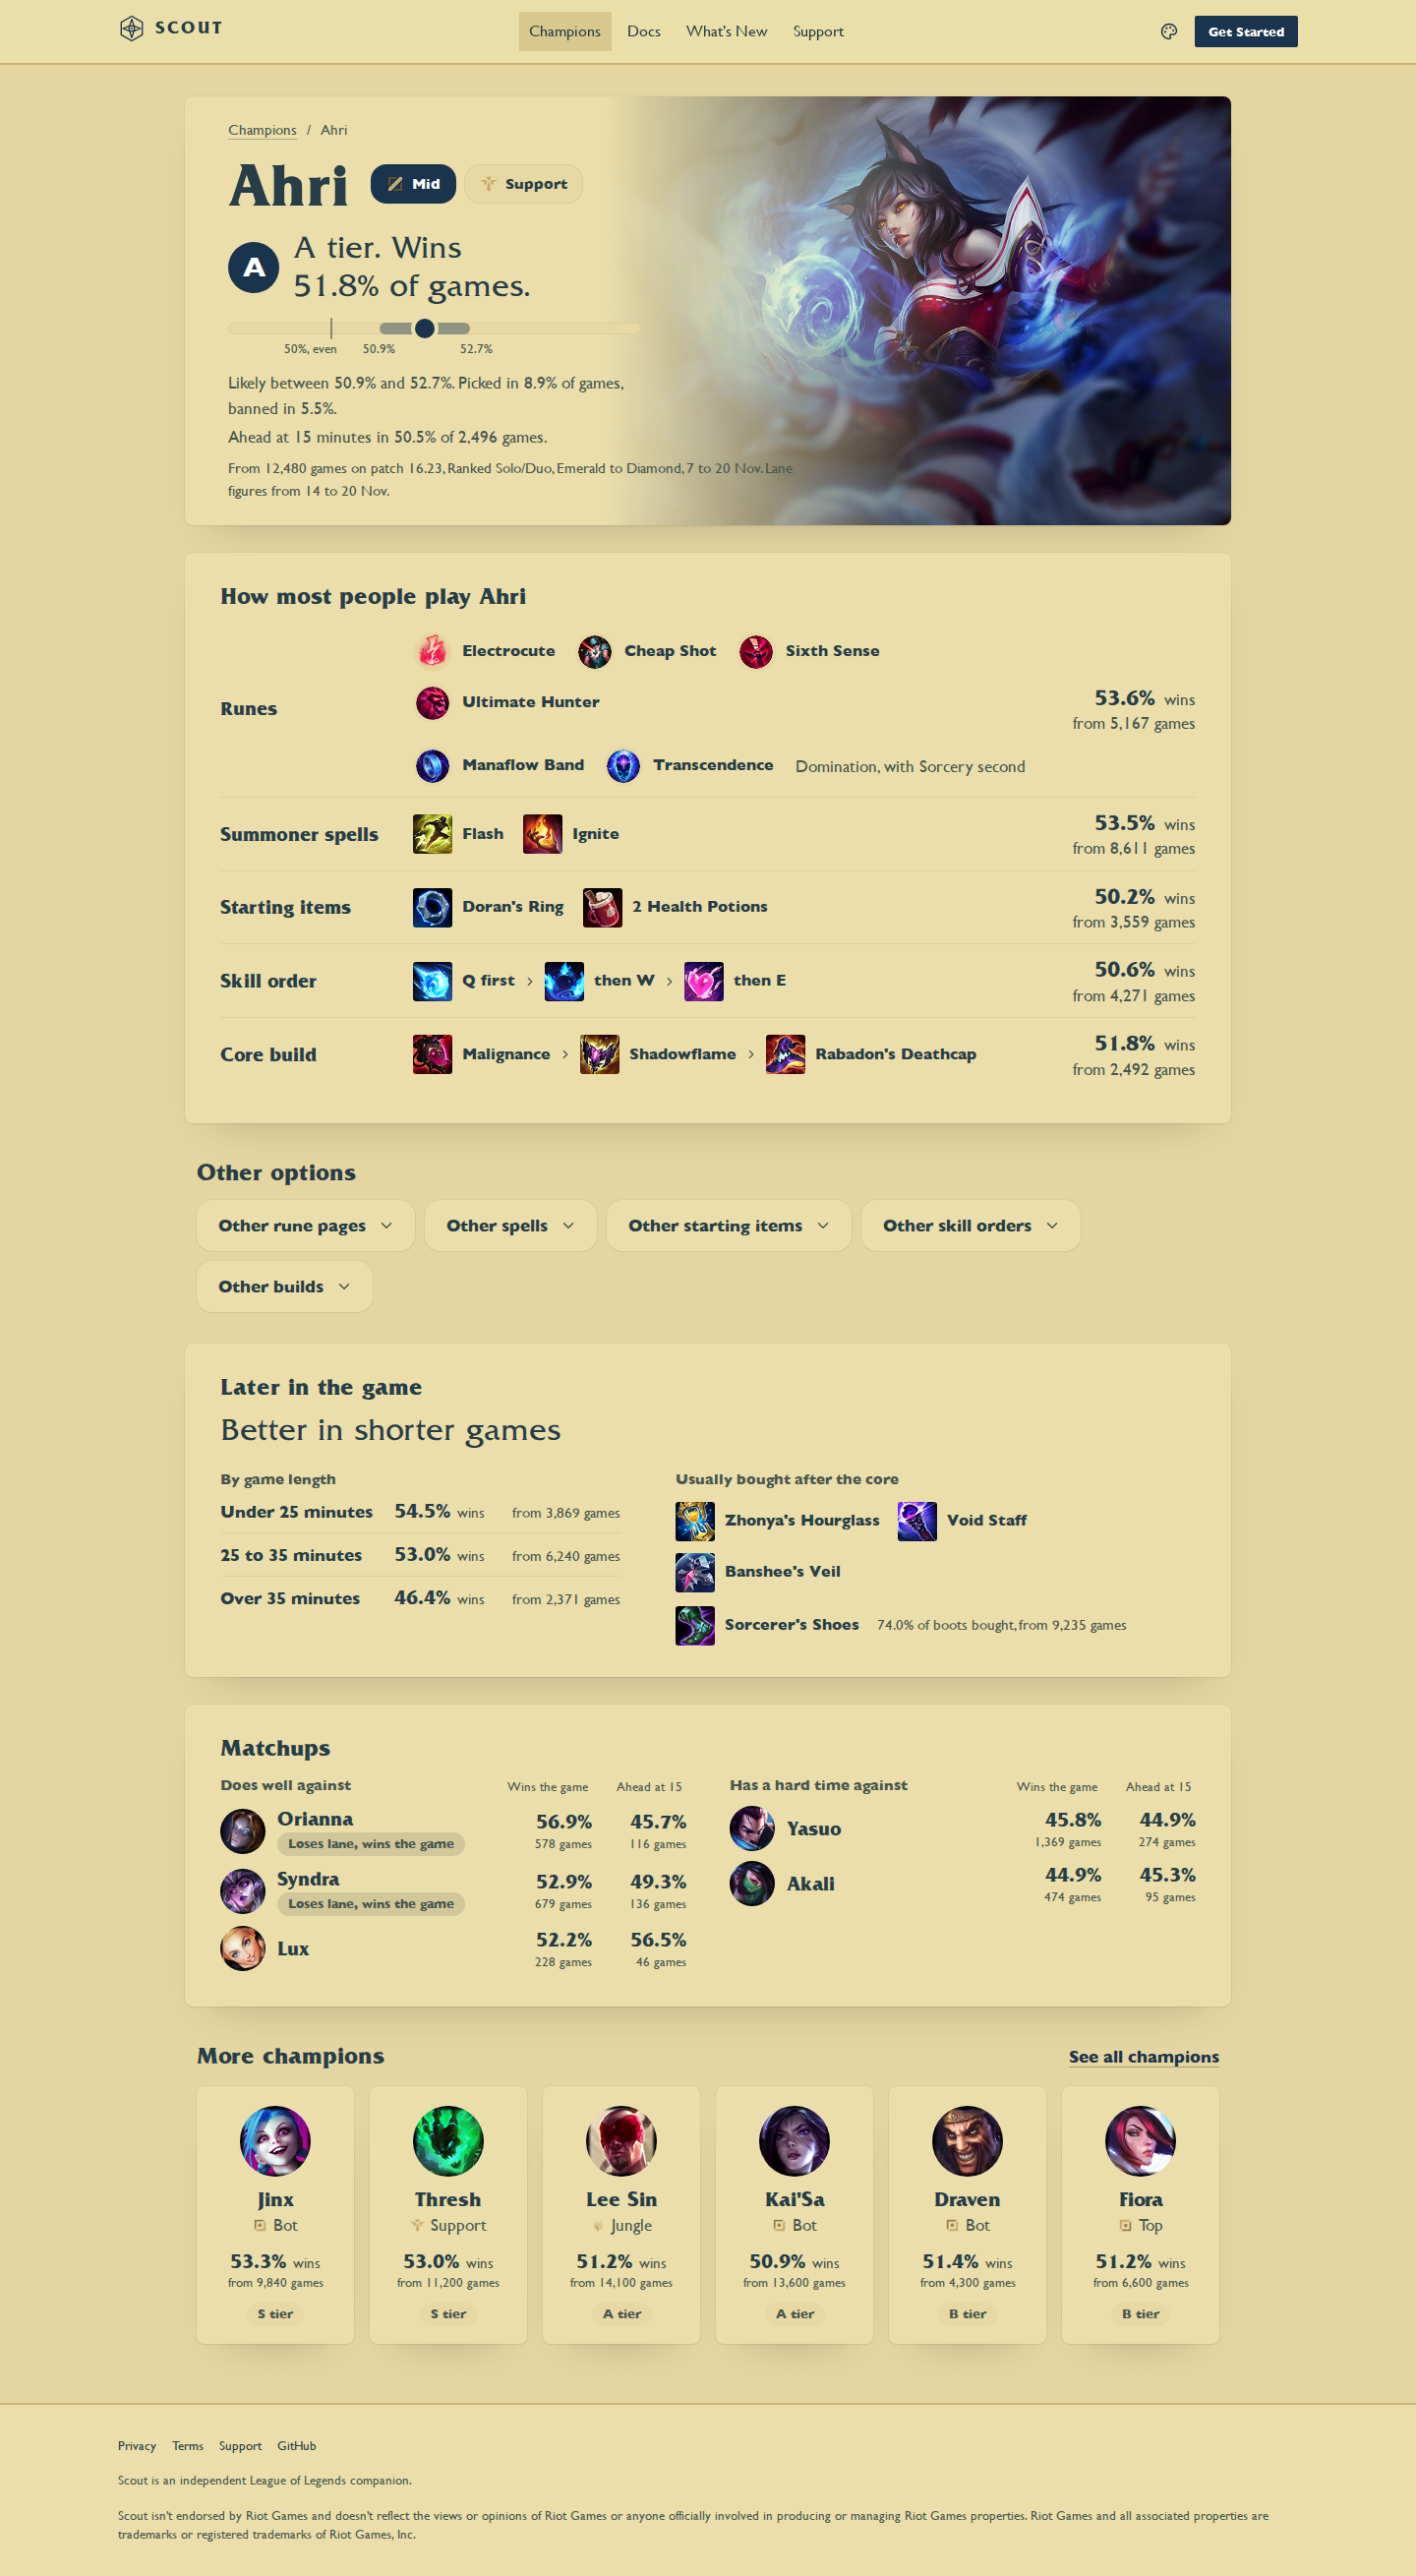 SCOUT
Champions Docs What's New Support
Get Started
Champions / Ahri
Ahri Mid Support
A A tier. Wins
51.8% of games.
50%, even 50.9% 52.7%
Likely between 50.9% and 52.7%. Picked in 8.9% of games,
banned in 5.5%.
Ahead at 15 minutes in 50.5% of 2,496 games.
From 12,480 games on patch 16.23, Ranked Solo/Duo, Emerald to Diamond, 7 to 20 Nov. Lane
figures from 14 to 20 Nov.
How most people play Ahri
Runes
Electrocute Cheap Shot Sixth Sense
Ultimate Hunter
Manaflow Band Transcendence Domination, with Sorcery second
53.6% wins
from 5,167 games
Summoner spells Flash Ignite
53.5% wins
from 8,611 games
Starting items Doran's Ring 2 Health Potions
50.2% wins
from 3,559 games
Skill order Q first › then W › then E
50.6% wins
from 4,271 games
Core build Malignance › Shadowflame › Rabadon's Deathcap
51.8% wins
from 2,492 games
Other options
Other rune pages Other spells Other starting items Other skill orders
Other builds
Later in the game
Better in shorter games
By game length
Under 25 minutes 54.5% wins from 3,869 games
25 to 35 minutes 53.0% wins from 6,240 games
Over 35 minutes 46.4% wins from 2,371 games
Usually bought after the core
Zhonya's Hourglass Void Staff
Banshee's Veil
Sorcerer's Shoes 74.0% of boots bought, from 9,235 games
Matchups
Does well against Wins the game Ahead at 15
Orianna 56.9% 45.7%
Loses lane, wins the game 578 games 116 games
Syndra 52.9% 49.3%
Loses lane, wins the game 679 games 136 games
Lux 52.2% 56.5%
228 games 46 games
Has a hard time against Wins the game Ahead at 15
Yasuo 45.8% 44.9%
1,369 games 274 games
Akali 44.9% 45.3%
474 games 95 games
More champions See all champions
Jinx
Bot
53.3% wins
from 9,840 games
S tier
Thresh
Support
53.0% wins
from 11,200 games
S tier
Lee Sin
Jungle
51.2% wins
from 14,100 games
A tier
Kai'Sa
Bot
50.9% wins
from 13,600 games
A tier
Draven
Bot
51.4% wins
from 4,300 games
B tier
Fiora
Top
51.2% wins
from 6,600 games
B tier
Privacy Terms Support GitHub
Scout is an independent League of Legends companion.
Scout isn't endorsed by Riot Games and doesn't reflect the views or opinions of Riot Games or anyone officially involved in producing or managing Riot Games properties. Riot Games and all associated properties are
trademarks or registered trademarks of Riot Games, Inc.